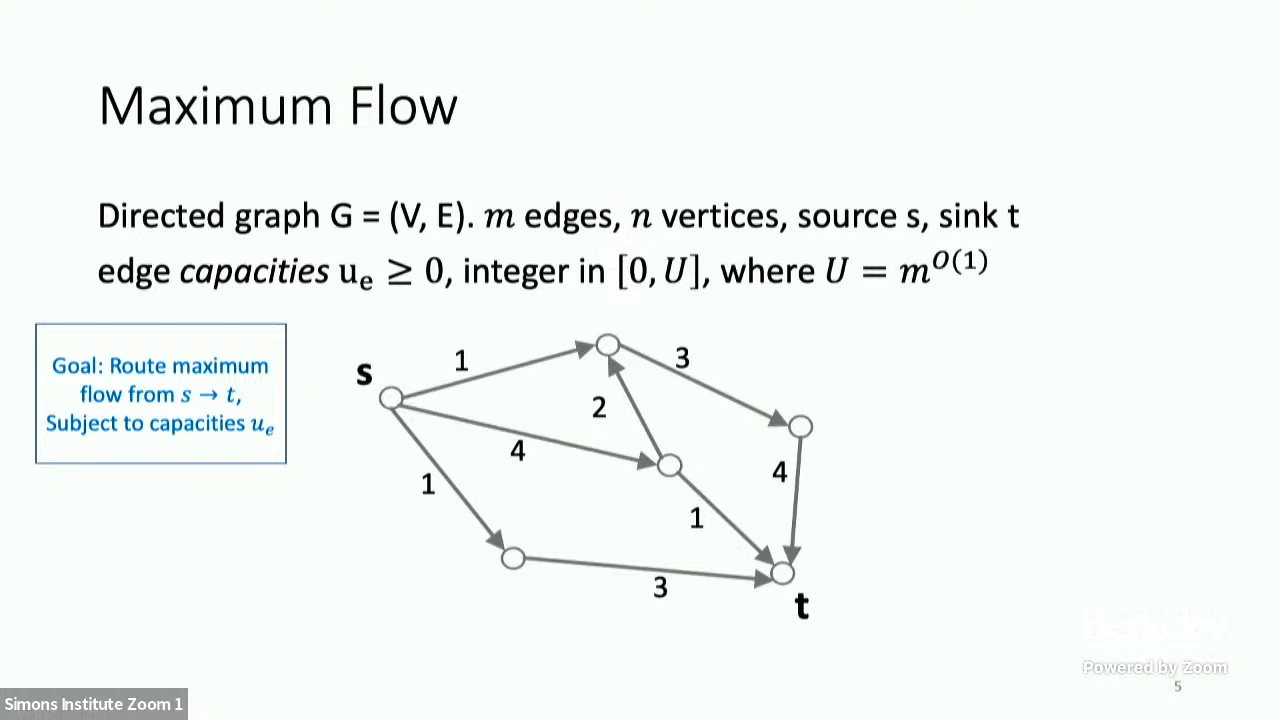 Maximum Flow
Directed graph G = (V, E). m edges, n vertices, source s, sink t
edge capacities uₑ ≥ 0, integer in [0, U], where U = m^{O(1)}
Goal: Route maximum
flow from s → t,
Subject to capacities uₑ
s
1
3
2
4
4
1
1
3
t
Berkeley
Powered by Zoom
5
Simons Institute Zoom 1